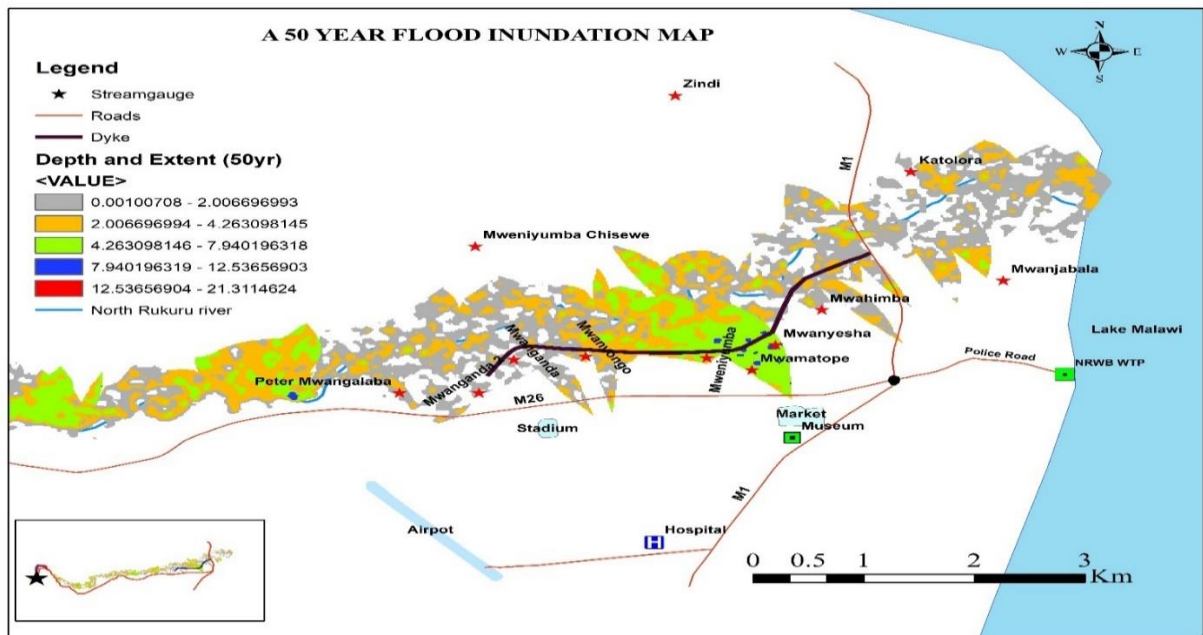 A 50 YEAR FLOOD INUNDATION MAP
N
W E
S
Legend
Streamgauge
Roads
Dyke
Depth and Extent (50yr)
<VALUE>
0.00100708 - 2.006696993
2.006696994 - 4.263098145
4.263098146 - 7.940196318
7.940196319 - 12.53656903
12.53656904 - 21.3114624
North Rukuru river
Zindi
M1
Katolora
Mweniyumba Chisewe
Mwanjabala
Mwahimba
Lake Malawi
Mwanyesha
Mwanyongo
Mwanganda
Mweniyumba
Mwamatope
Police Road
NRWB WTP
Peter Mwangalaba
Mwanganda 2
M26
Market
Museum
Stadium
M1
Airpot
Hospital
H
0 0.5 1 2 3
Km